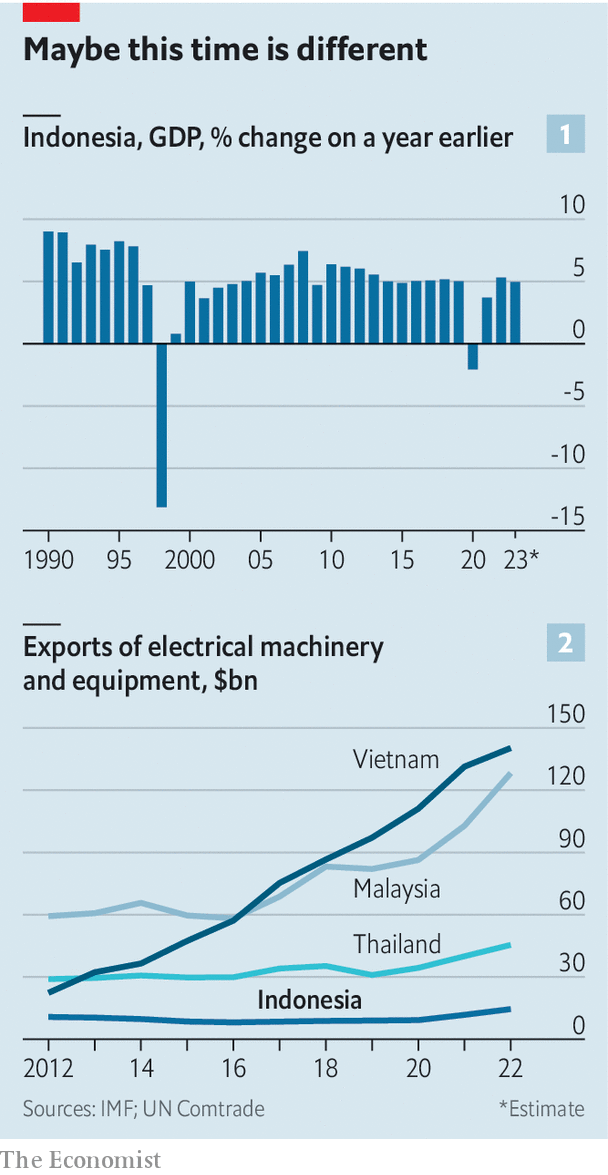 Maybe this time is different
Indonesia, GDP, % change on a year earlier
1
10
5
0
-5
-10
-15
1990 95 2000 05 10 15 20 23*
Exports of electrical machinery
and equipment, $bn
2
150
Vietnam
120
90
Malaysia
60
Thailand
30
Indonesia
0
2012 14 16 18 20 22
Sources: IMF; UN Comtrade *Estimate
The Economist